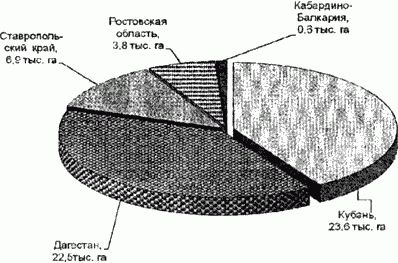 Кабардино-
Балкария,
0,6 тыс. га
Ростовская
область,
3,8 тыс. га
Ставрополь-
ский край,
6,9 тыс. га
Кубань,
23,6 тыс. га
Дагестан,
22,5тыс. га